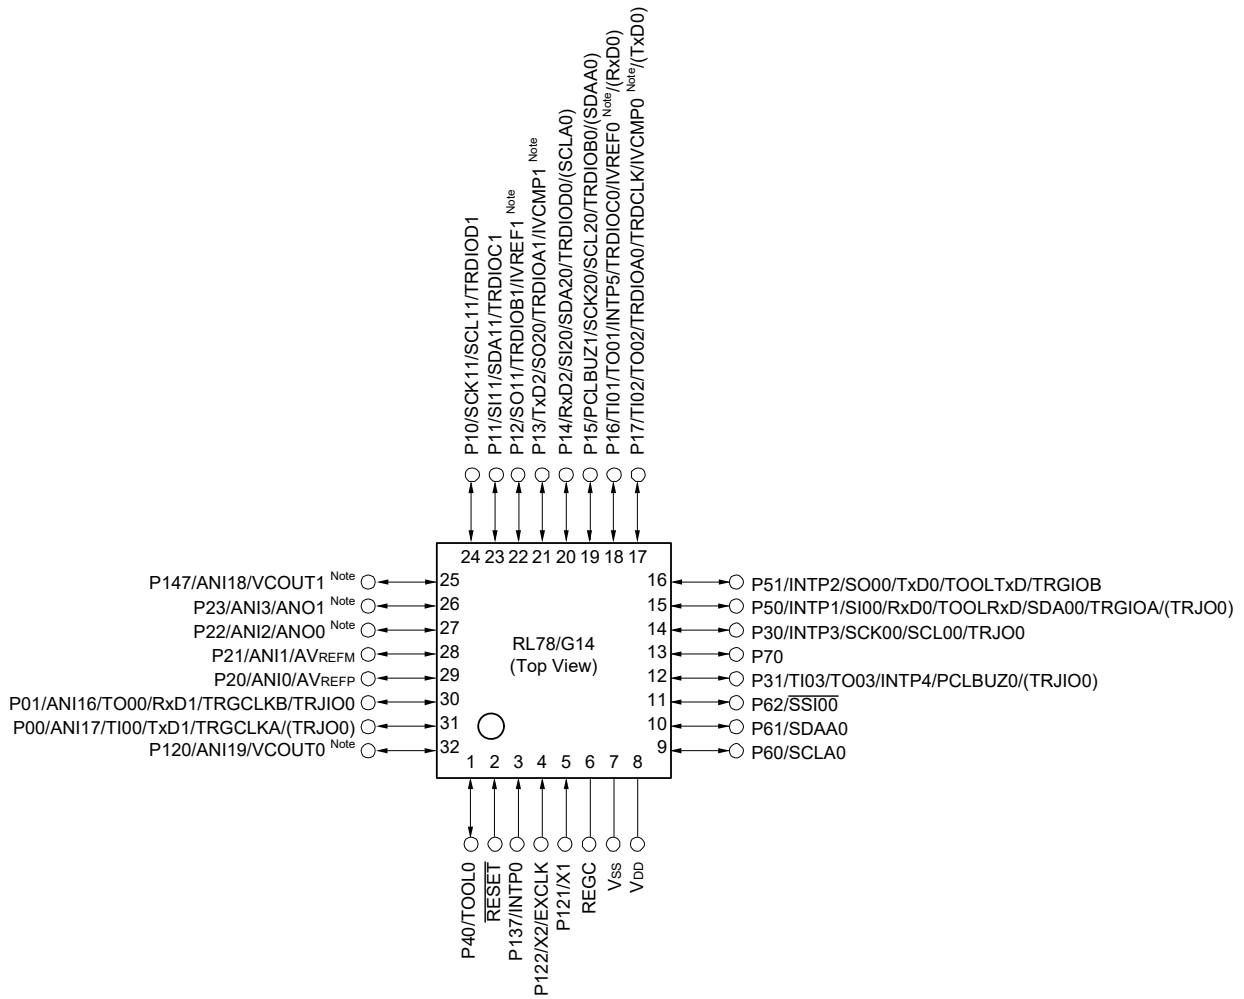 P10/SCK11/SCL11/TRDIOD1
P11/SI11/SDA11/TRDIOC1
P12/SO11/TRDIOB1/IVREF1 Note
P13/TxD2/SO20/TRDIOA1/IVCMP1 Note
P14/RxD2/SI20/SDA20/TRDIOD0/(SCLA0)
P15/PCLBUZ1/SCK20/SCL20/TRDIOB0/(SDAA0)
P16/TI01/TO01/INTP5/TRDIOC0/IVREF0 Note/(RxD0)
P17/TI02/TO02/TRDIOA0/TRDCLK/IVCMP0 Note/(TxD0)
24 23 22 21 20 19 18 17
P147/ANI18/VCOUT1 Note 25
P23/ANI3/ANO1 Note 26
P22/ANI2/ANO0 Note 27
P21/ANI1/AVREFM 28
P20/ANI0/AVREFP 29
P01/ANI16/TO00/RxD1/TRGCLKB/TRJIO0 30
P00/ANI17/TI00/TxD1/TRGCLKA/(TRJO0) 31
P120/ANI19/VCOUT0 Note 32
RL78/G14
(Top View)
16 P51/INTP2/SO00/TxD0/TOOLTxD/TRGIOB
15 P50/INTP1/SI00/RxD0/TOOLRxD/SDA00/TRGIOA/(TRJO0)
14 P30/INTP3/SCK00/SCL00/TRJO0
13 P70
12 P31/TI03/TO03/INTP4/PCLBUZ0/(TRJIO0)
11 P62/SSI00
10 P61/SDAA0
9 P60/SCLA0
1 2 3 4 5 6 7 8
P40/TOOL0
RESET
P137/INTP0
P122/X2/EXCLK
P121/X1
REGC
VSS
VDD